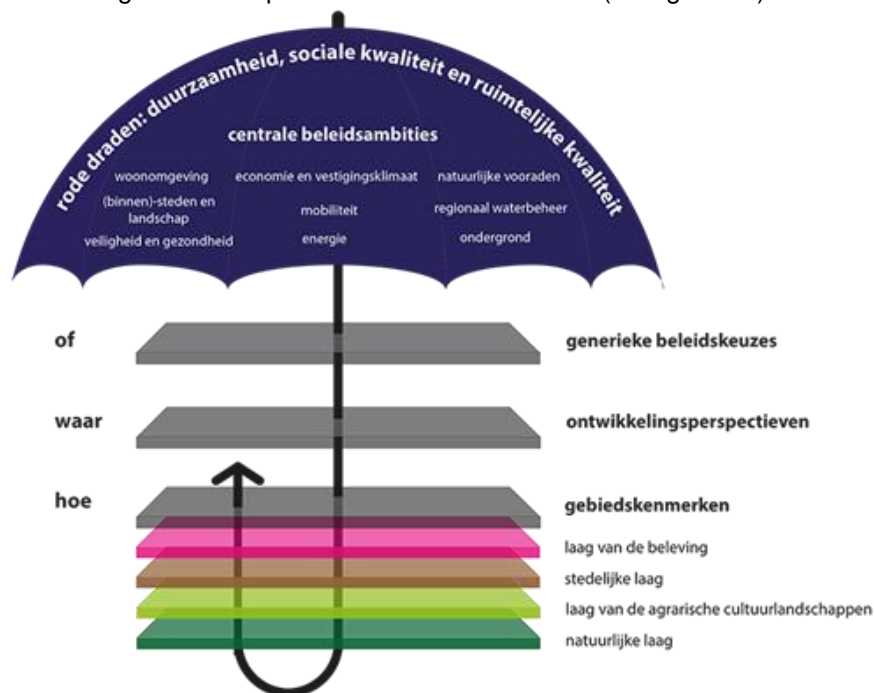 rode draden: duurzaamheid, sociale kwaliteit en ruimtelijke kwaliteit
centrale beleidsambities
woonomgeving
(binnen)-steden en
landschap
veiligheid en gezondheid
economie en vestigingsklimaat
mobiliteit
energie
natuurlijke vooraden
regionaal waterbeheer
ondergrond
of
generieke beleidskeuzes
waar
ontwikkelingsperspectieven
hoe
gebiedskenmerken
laag van de beleving
stedelijke laag
laag van de agrarische cultuurlandschappen
natuurlijke laag